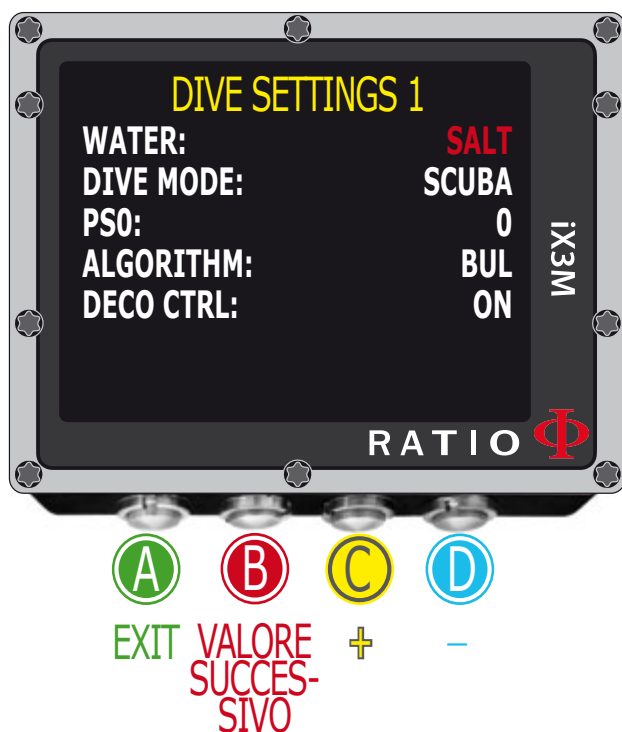 DIVE SETTINGS 1
WATER: SALT
DIVE MODE: SCUBA
PS0: 0
ALGORITHM: BUL
DECO CTRL: ON
iX3M
RATIO Φ
A B C D
EXIT VALORE SUCCES- SIVO + –